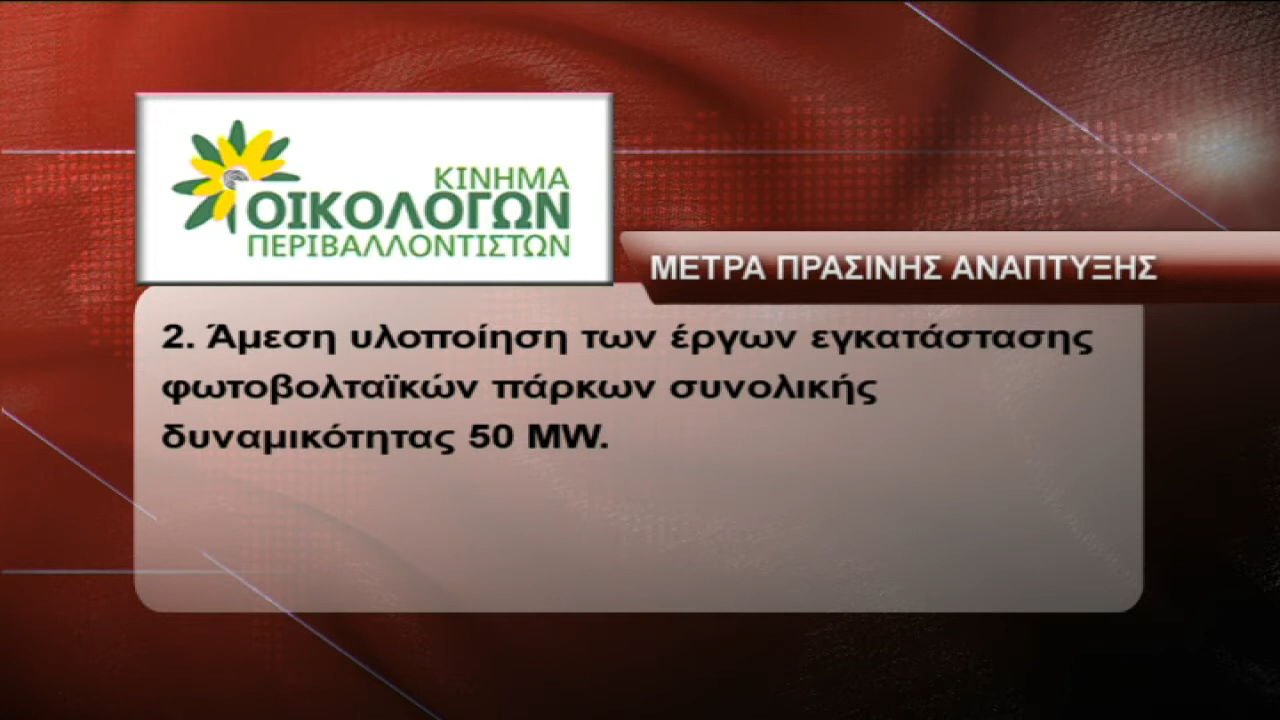 ΚΙΝΗΜΑ
ΟΙΚΟΛΟΓΩΝ
ΠΕΡΙΒΑΛΛΟΝΤΙΣΤΩΝ
ΜΕΤΡΑ ΠΡΑΣΙΝΗΣ ΑΝΑΠΤΥΞΗΣ
2. Άμεση υλοποίηση των έργων εγκατάστασης
φωτοβολταϊκών πάρκων συνολικής
δυναμικότητας 50 MW.